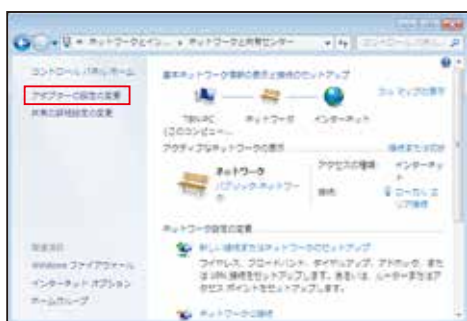 ネットワークとイン... ▸ ネットワークと共有センター
コントロール パネル
コントロール パネル ホーム
アダプターの設定の変更
共有の詳細設定の変更
基本ネットワーク情報の表示と接続のセットアップ
フル マップの表示
(このコンピュー...
ネットワーク
インターネット
アクティブなネットワークの表示
ネットワーク
パブリック ネットワーク
アクセスの種類:
インターネット
接続:
ローカル エリア接続
ネットワーク設定の変更
新しい接続またはネットワークのセットアップ
ワイヤレス、ブロードバンド、ダイヤルアップ、アドホック、また
は VPN 接続をセットアップします。あるいは、ルーターまたはア
クセス ポイントをセットアップします。
ネットワークに接続
関連項目
Windows ファイアウォール
インターネット オプション
ホームグループ